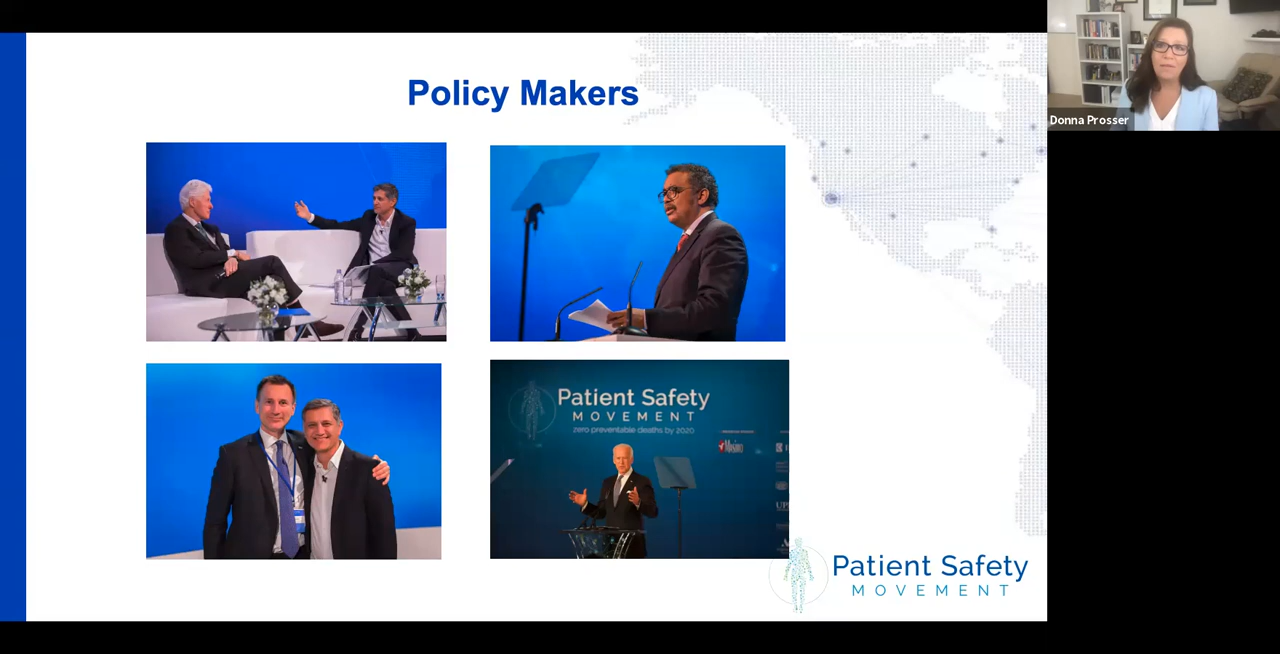 Policy Makers
Donna Prosser
Patient Safety
MOVEMENT
zero preventable deaths by 2020
Masimo
Patient Safety
MOVEMENT